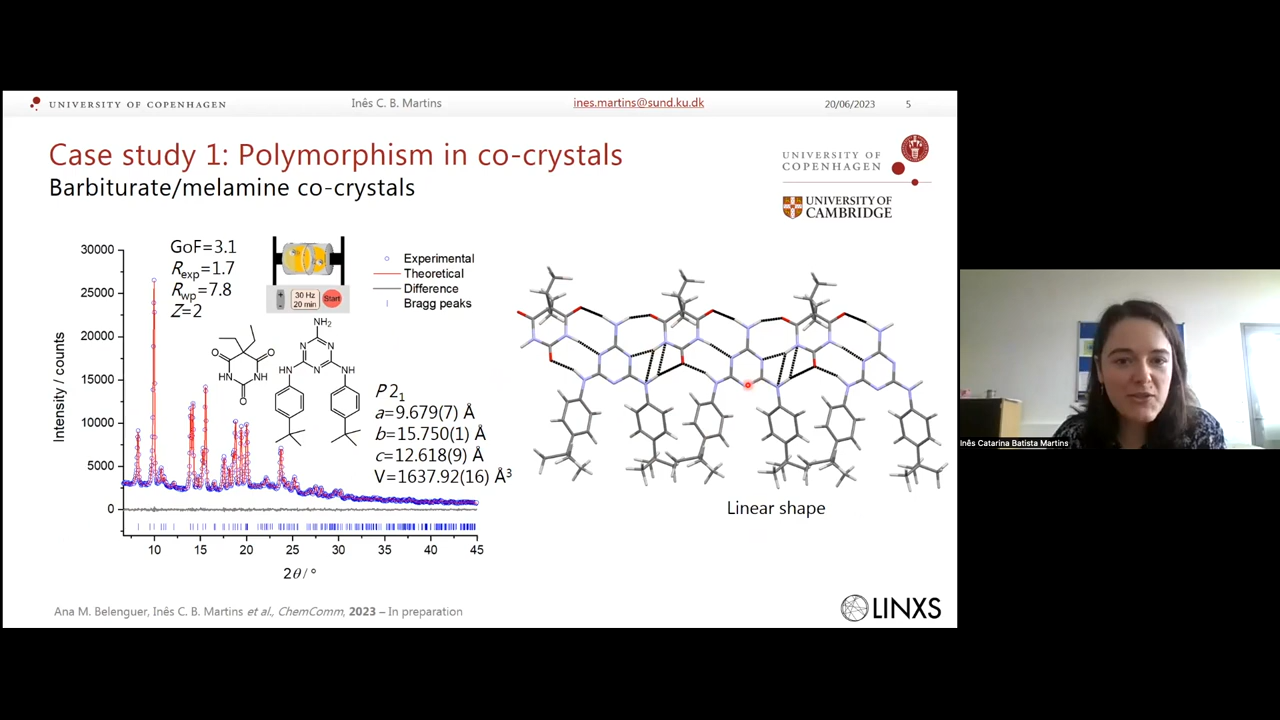 UNIVERSITY OF COPENHAGEN
Inês C. B. Martins
ines.martins@sund.ku.dk
20/06/2023
5
Case study 1: Polymorphism in co-crystals
Barbiturate/melamine co-crystals
UNIVERSITY OF
COPENHAGEN
UNIVERSITY OF
CAMBRIDGE
GoF=3.1
Rexp=1.7
Rwp=7.8
Z=2
30 Hz
20 min
Start
Experimental
Theoretical
Difference
Bragg peaks
Intensity / counts
30000
25000
20000
15000
10000
5000
0
10
15
20
25
30
35
40
45
2θ / °
O
O
HN
NH
O
NH2
N
N
N
HN
NH
P 21
a=9.679(7) Å
b=15.750(1) Å
c=12.618(9) Å
V=1637.92(16) Å3
Linear shape
Ana M. Belenguer, Inês C. B. Martins et al., ChemComm, 2023 – In preparation
LINXS
Inês Catarina Batista Martins